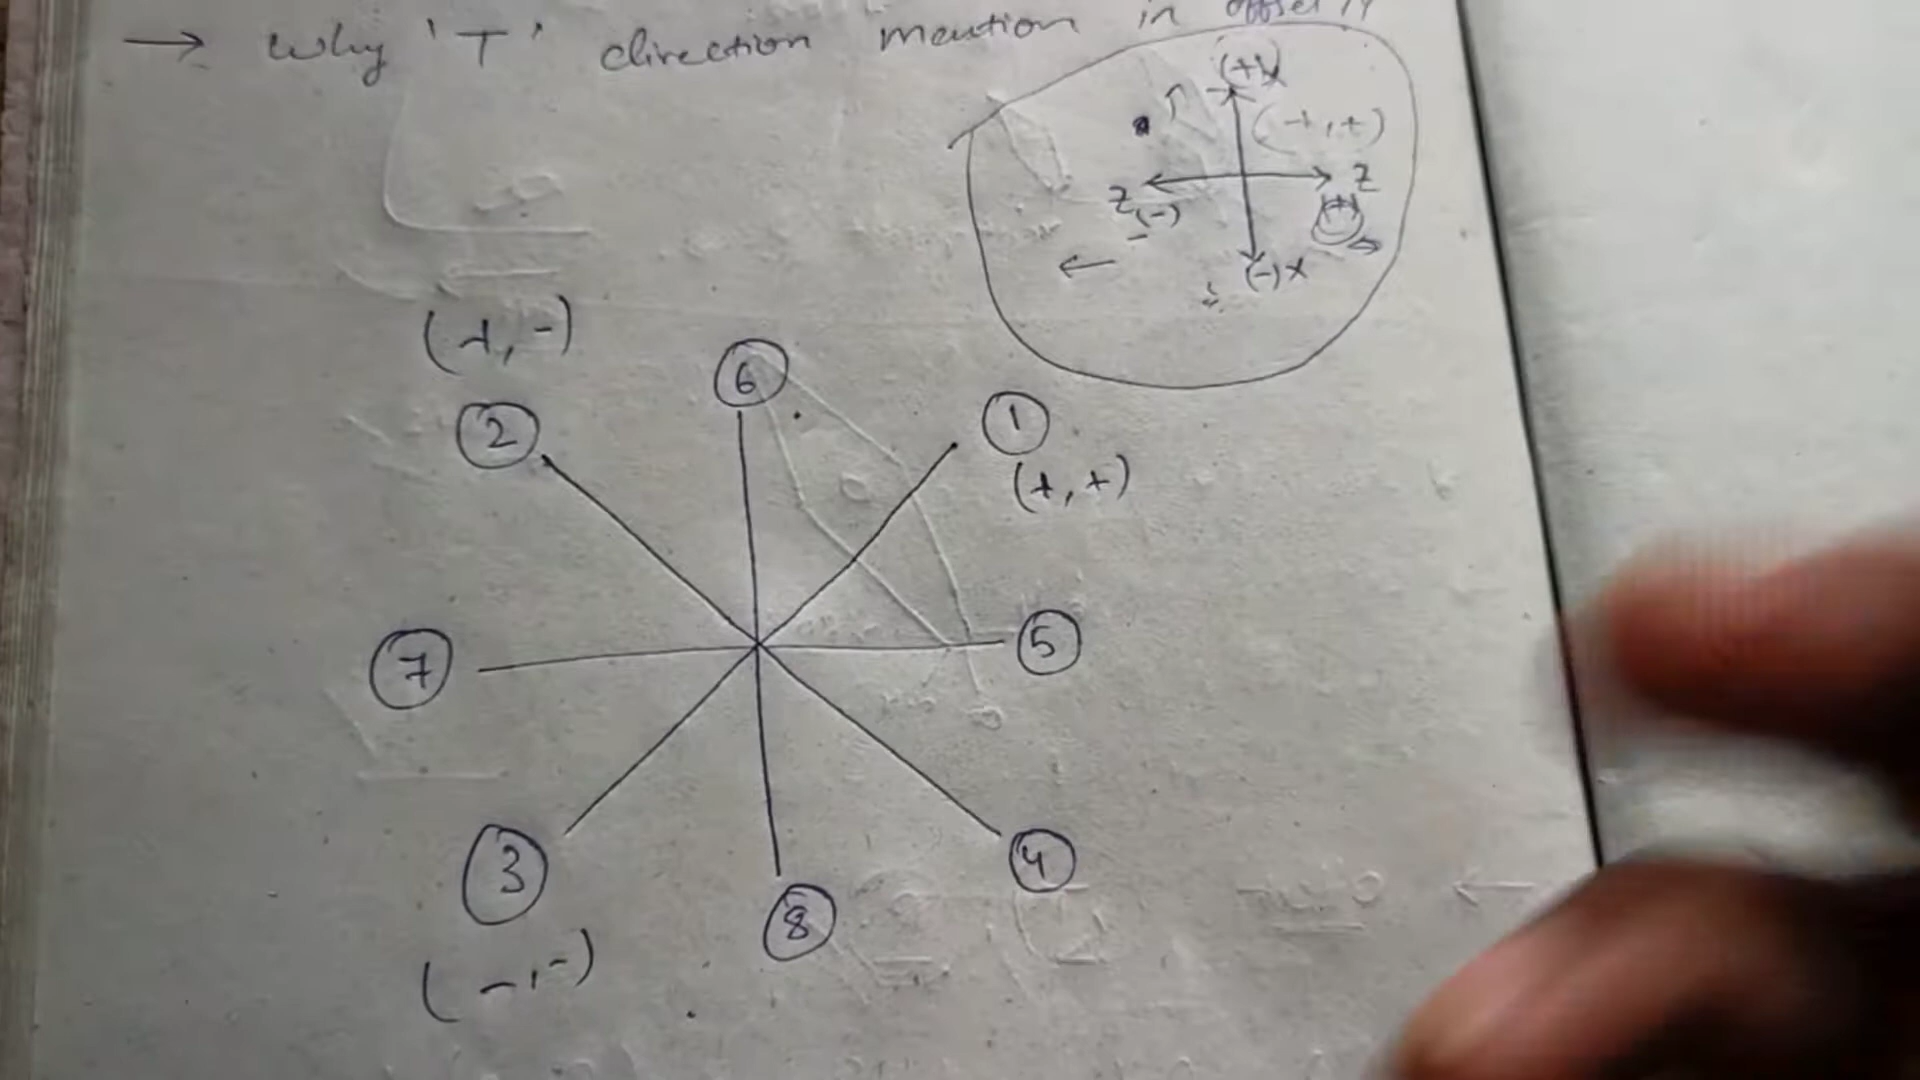 → Why 'T' direction mention in offset
(+)X
(+,+)
Z
Z
(-)
(+)
(-)X
(+,-)
6
2
1
(+,+)
7
5
3
4
8
(-,-)